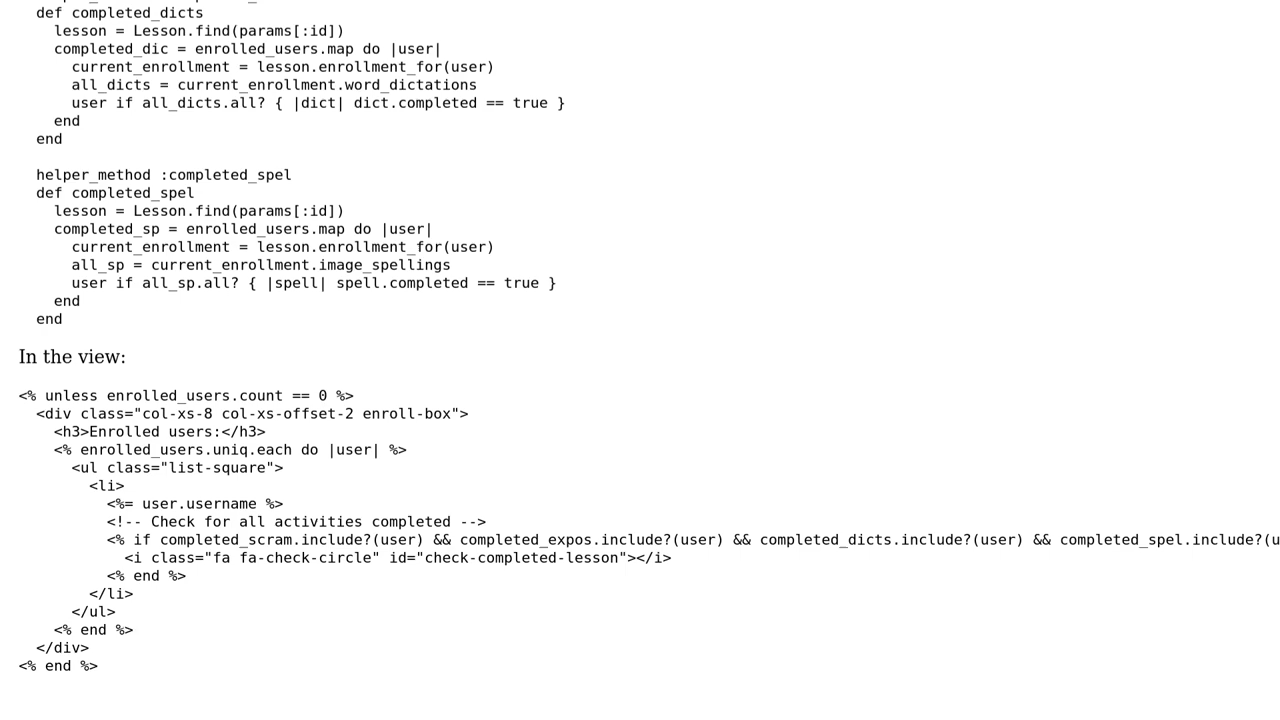 def completed_dicts
lesson = Lesson.find(params[:id])
completed_dic = enrolled_users.map do |user|
current_enrollment = lesson.enrollment_for(user)
all_dicts = current_enrollment.word_dictations
user if all_dicts.all? { |dict| dict.completed == true }
end
end
helper_method :completed_spel
def completed_spel
lesson = Lesson.find(params[:id])
completed_sp = enrolled_users.map do |user|
current_enrollment = lesson.enrollment_for(user)
all_sp = current_enrollment.image_spellings
user if all_sp.all? { |spell| spell.completed == true }
end
end
In the view:
<% unless enrolled_users.count == 0 %>
<div class="col-xs-8 col-xs-offset-2 enroll-box">
<h3>Enrolled users:</h3>
<% enrolled_users.uniq.each do |user| %>
<ul class="list-square">
<li>
<%= user.username %>
<!-- Check for all activities completed -->
<% if completed_scram.include?(user) && completed_expos.include?(user) && completed_dicts.include?(user) && completed_spel.include?(u
<i class="fa fa-check-circle" id="check-completed-lesson"></i>
<% end %>
</li>
</ul>
<% end %>
</div>
<% end %>